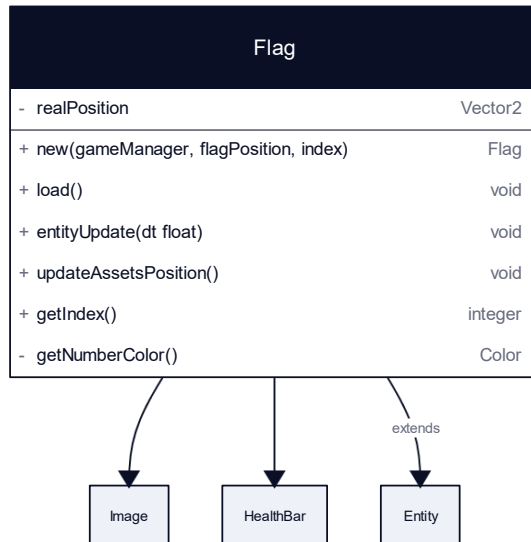 Flag
- realPosition Vector2
+ new(gameManager, flagPosition, index) Flag
+ load() void
+ entityUpdate(dt float) void
+ updateAssetsPosition() void
+ getIndex() integer
- getNumberColor() Color
extends
Image HealthBar Entity